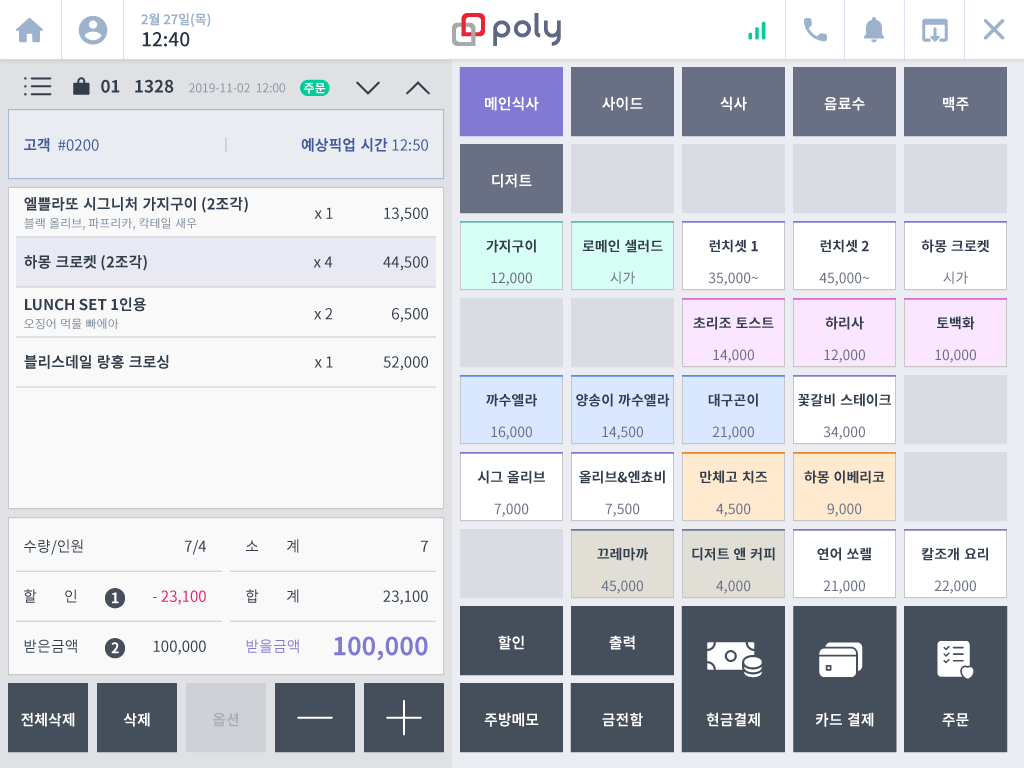 2월 27일(목)
12:40
poly
01 1328 2019-11-02 12:00 주문
고객 #0200 예상픽업 시간 12:50
엘쁠라또 시그니처 가지구이 (2조각) x 1 13,500
블랙 올리브, 파프리카, 칵테일 새우
하몽 크로켓 (2조각) x 4 44,500
LUNCH SET 1인용 x 2 6,500
오징어 먹물 빠에아
블리스데일 랑홍 크로싱 x 1 52,000
수량/인원 7/4 소 계 7
할 인 1 - 23,100 합 계 23,100
받은금액 2 100,000 받을금액 100,000
전체삭제 삭제 옵션
메인식사 사이드 식사 음료수 맥주
디저트
가지구이 로메인 샐러드 런치셋 1 런치셋 2 하몽 크로켓
12,000 시가 35,000~ 45,000~ 시가
초리조 토스트 하리사 토백화
14,000 12,000 10,000
까수엘라 양송이 까수엘라 대구곤이 꽃갈비 스테이크
16,000 14,500 21,000 34,000
시그 올리브 올리브&엔쵸비 만체고 치즈 하몽 이베리코
7,000 7,500 4,500 9,000
끄레마까 디저트 앤 커피 연어 쏘렐 칼조개 요리
45,000 4,000 21,000 22,000
할인 출력
주방메모 금전함 현금결제 카드 결제 주문